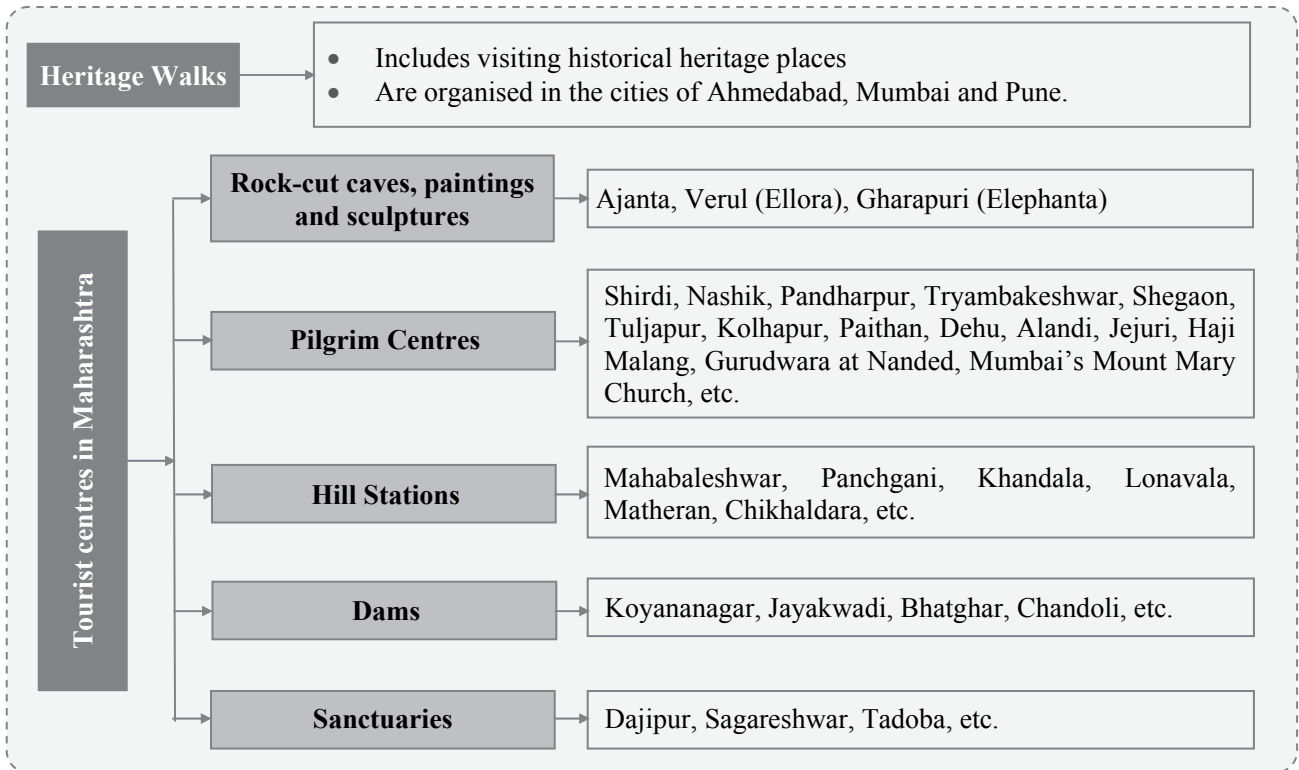 Heritage Walks
• Includes visiting historical heritage places
• Are organised in the cities of Ahmedabad, Mumbai and Pune.
Tourist centres in Maharashtra
Rock-cut caves, paintings
and sculptures
Ajanta, Verul (Ellora), Gharapuri (Elephanta)
Pilgrim Centres
Shirdi, Nashik, Pandharpur, Tryambakeshwar, Shegaon,
Tuljapur, Kolhapur, Paithan, Dehu, Alandi, Jejuri, Haji
Malang, Gurudwara at Nanded, Mumbai’s Mount Mary
Church, etc.
Hill Stations
Mahabaleshwar, Panchgani, Khandala, Lonavala,
Matheran, Chikhaldara, etc.
Dams
Koyananagar, Jayakwadi, Bhatghar, Chandoli, etc.
Sanctuaries
Dajipur, Sagareshwar, Tadoba, etc.